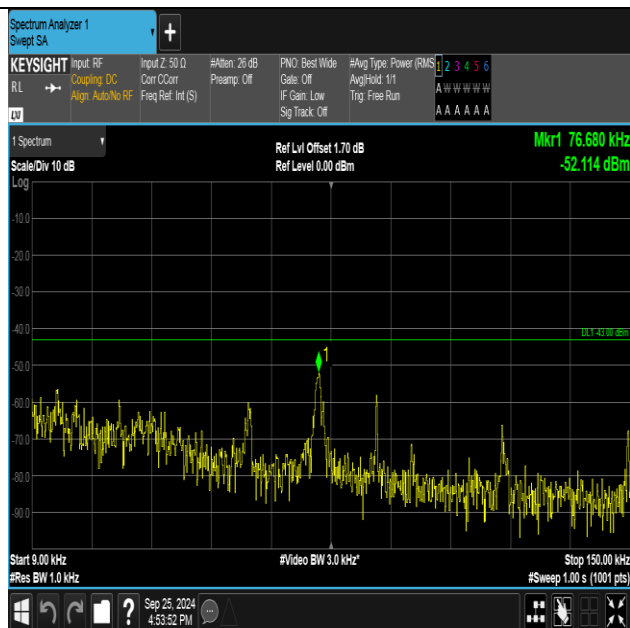 Spectrum Analyzer 1
Swept SA
+
KEYSIGHT
RL
LXI
Input: RF
Coupling: DC
Align: Auto/No RF
Input Z: 50 Ω
Corr CCorr
Freq Ref: Int (S)
#Atten: 26 dB
Preamp: Off
PNO: Best Wide
Gate: Off
IF Gain: Low
Sig Track: Off
#Avg Type: Power (RMS
Avg|Hold: 1/1
Trig: Free Run
1 2 3 4 5 6
A W W W W W
A A A A A A
1 Spectrum
Scale/Div 10 dB
Ref Lvl Offset 1.70 dB
Ref Level 0.00 dBm
Mkr1 76.680 kHz
-52.114 dBm
Log
-10.0
-20.0
-30.0
-40.0
DL1 -43.00 dBm
1
-50.0
-60.0
-70.0
-80.0
-90.0
Start 9.00 kHz
#Video BW 3.0 kHz*
Stop 150.00 kHz
#Res BW 1.0 kHz
#Sweep 1.00 s (1001 pts)
?
Sep 25, 2024
4:53:52 PM